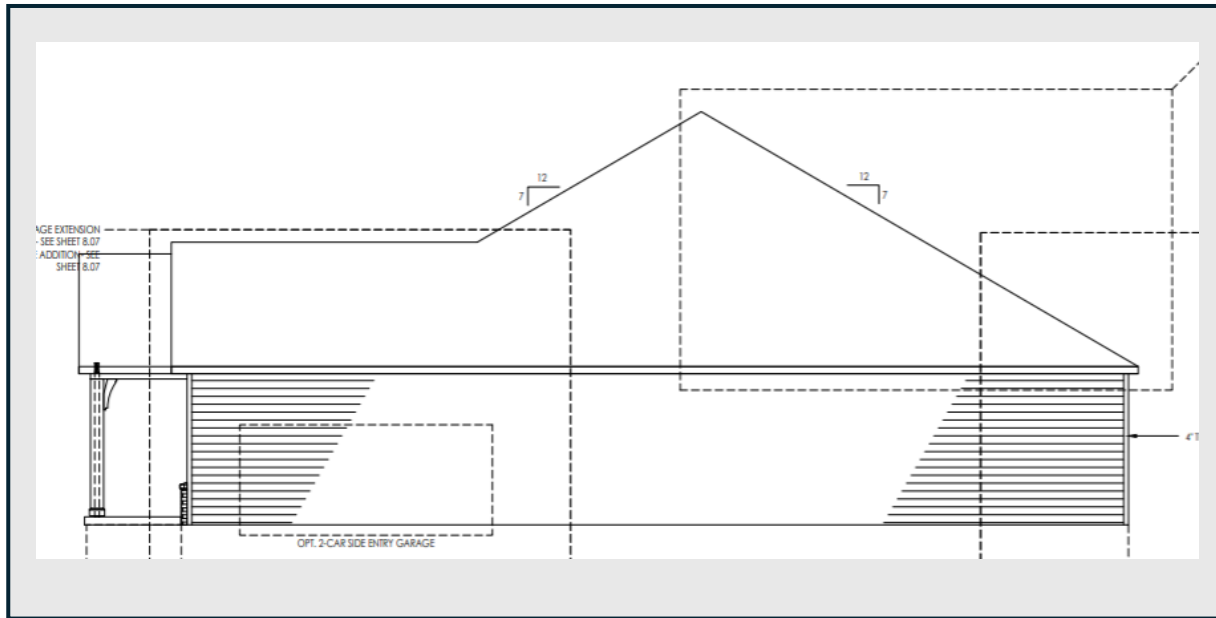 12
7
12
7
AGE EXTENSION
- SEE SHEET 8.07
E ADDITION- SEE
SHEET 8.07
4" T
OPT. 2-CAR SIDE ENTRY GARAGE